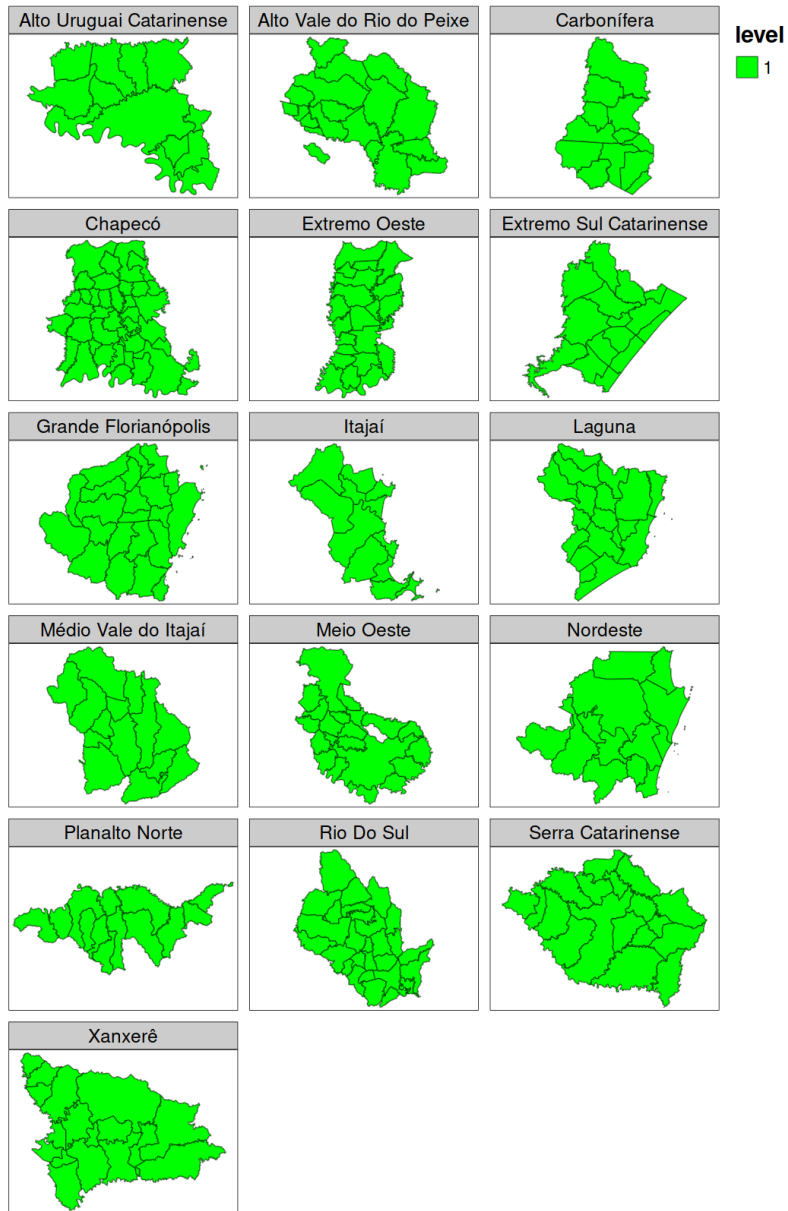 Alto Uruguai Catarinense
Alto Vale do Rio do Peixe
Carbonífera
level
1
Chapecó
Extremo Oeste
Extremo Sul Catarinense
Grande Florianópolis
Itajaí
Laguna
Médio Vale do Itajaí
Meio Oeste
Nordeste
Planalto Norte
Rio Do Sul
Serra Catarinense
Xanxerê